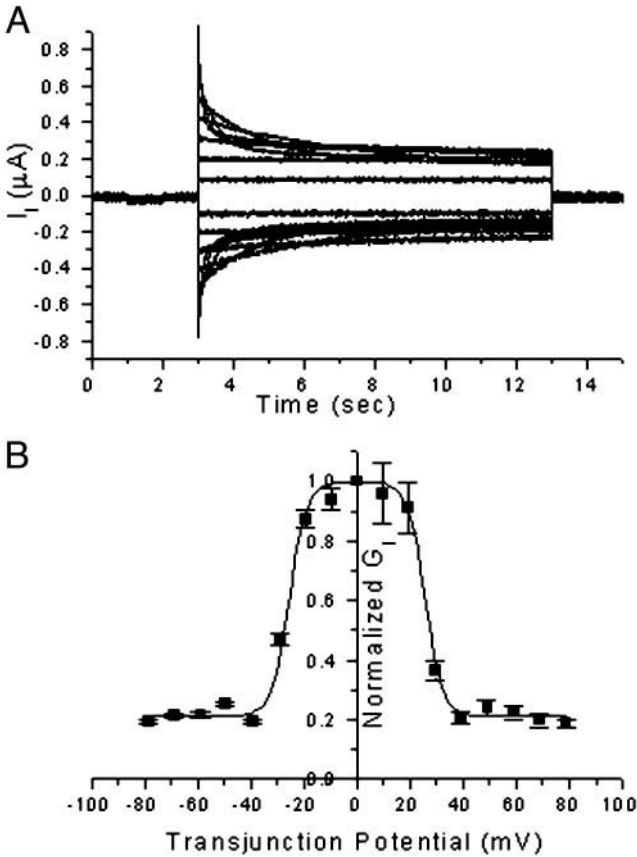 A
0.8
0.6
0.4
0.2
0.0
-0.2
-0.4
-0.6
-0.8
I_I (μA)
0 2 4 6 8 10 12 14
Time (sec)
B
1.0
0.8
0.6
0.4
0.2
0.0
Normalized G_I
-100 -80 -60 -40 -20 0 20 40 60 80 100
Transjunction Potential (mV)